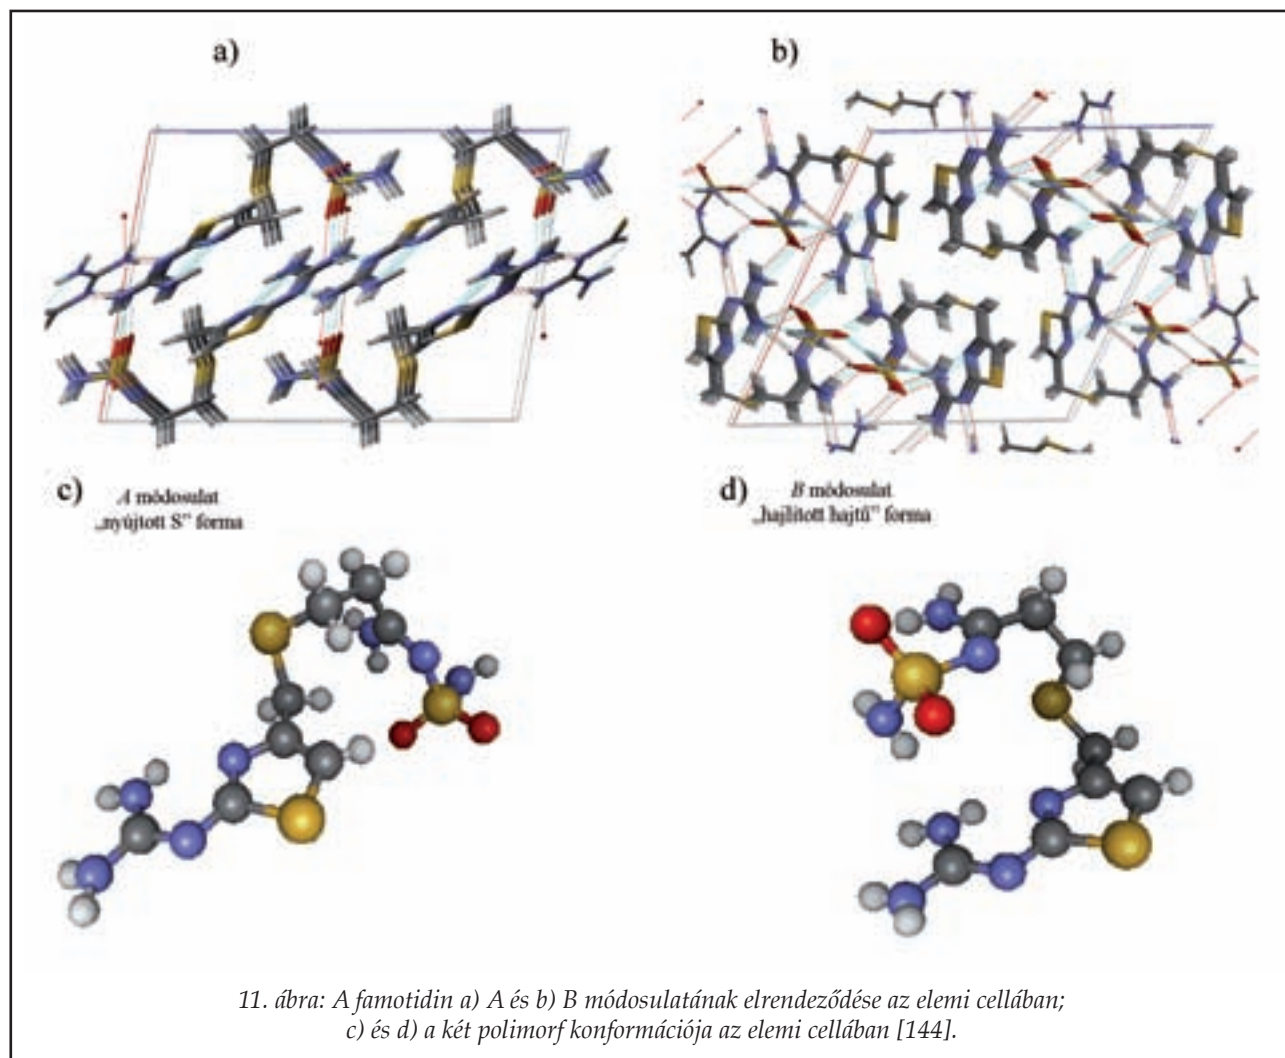 a)
b)
c)
A módosulat
„nyújtott S” forma
d)
B módosulat
„hajlított hajtű” forma
11. ábra: A famotidin a) A és b) B módosulatának elrendeződése az elemi cellában;
c) és d) a két polimorf konformációja az elemi cellában [144].